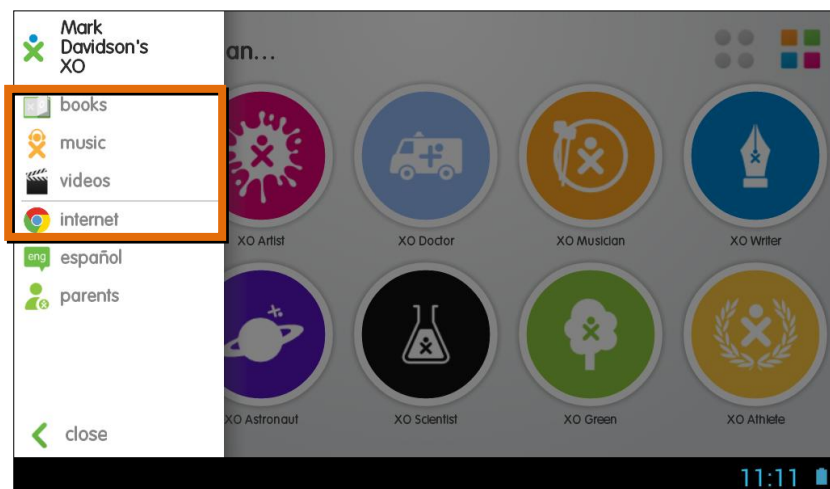 Mark
Davidson's
XO
an...
books
music
videos
internet
eng español
parents
close
XO Artist XO Doctor XO Musician XO Writer
XO Astronaut XO Scientist XO Green XO Athlete
11:11